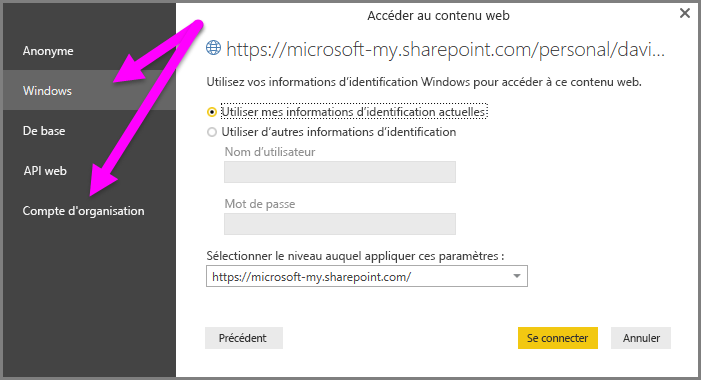 Accéder au contenu web
Anonyme
Windows
De base
API web
Compte d'organisation
https://microsoft-my.sharepoint.com/personal/davi...
Utilisez vos informations d'identification Windows pour accéder à ce contenu web.
Utiliser mes informations d'identification actuelles
Utiliser d'autres informations d'identification
Nom d'utilisateur
Mot de passe
Sélectionner le niveau auquel appliquer ces paramètres :
https://microsoft-my.sharepoint.com/
Précédent
Se connecter
Annuler